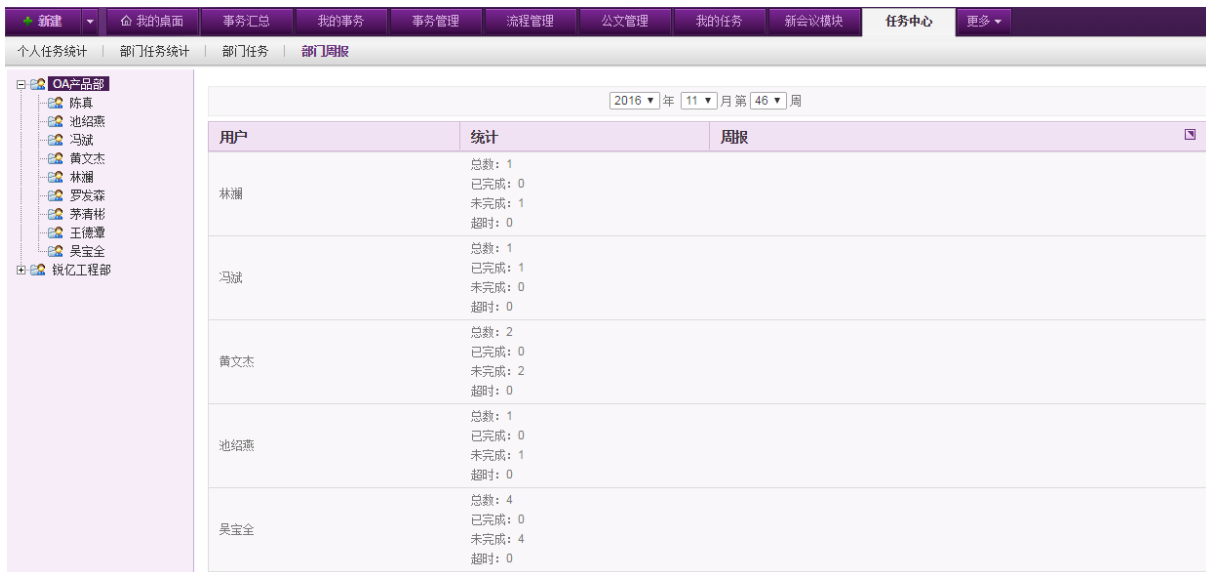 新建 我的桌面 事务汇总 我的事务 事务管理 流程管理 公文管理 我的任务 新会议模块 任务中心 更多
个人任务统计 | 部门任务统计 | 部门任务 | 部门周报
OA产品部
陈真
池绍燕
冯斌
黄文杰
林澜
罗发森
茅清彬
王德潭
吴宝全
锐亿工程部
2016 年 11 月 第 46 周
用户 统计 周报
林澜
总数: 1
已完成: 0
未完成: 1
超时: 0
冯斌
总数: 1
已完成: 1
未完成: 0
超时: 0
黄文杰
总数: 2
已完成: 0
未完成: 2
超时: 0
池绍燕
总数: 1
已完成: 0
未完成: 1
超时: 0
吴宝全
总数: 4
已完成: 0
未完成: 4
超时: 0